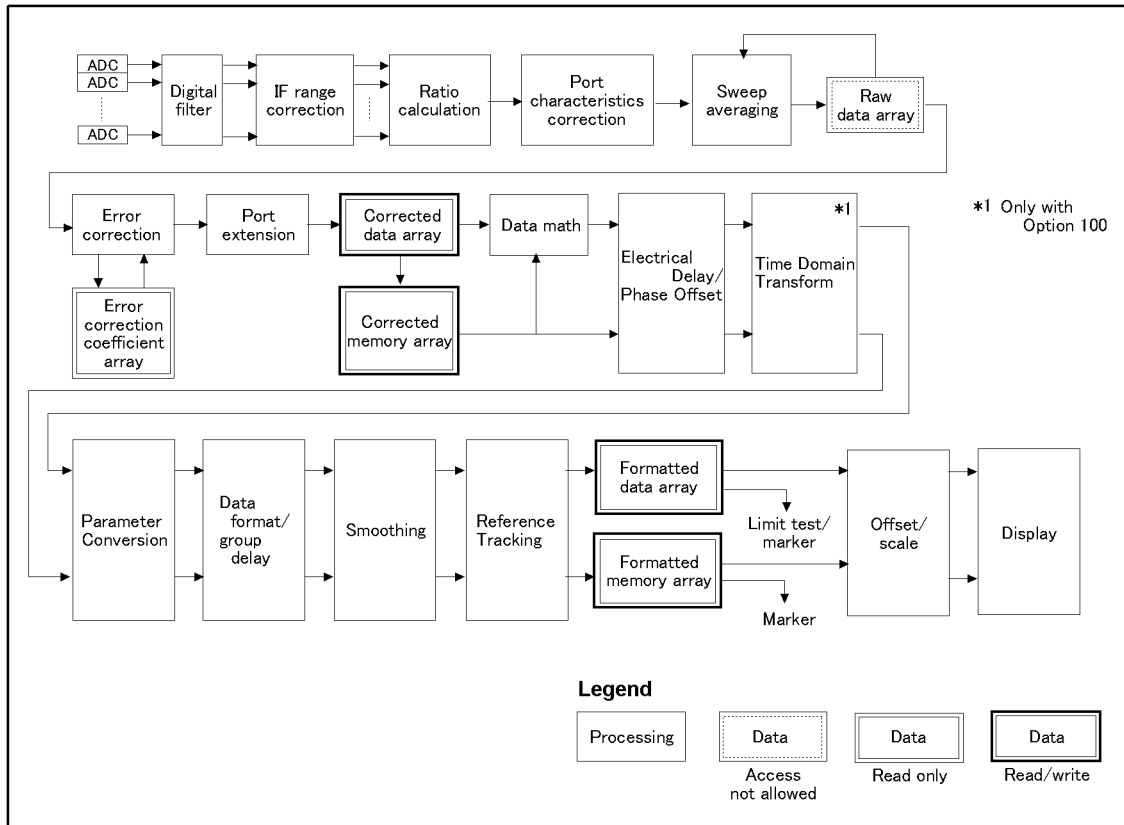 ADC
ADC
ADC
Digital
filter
IF range
correction
Ratio
calculation
Port
characteristics
correction
Sweep
averaging
Raw
data array
Error
correction
Port
extension
Corrected
data array
Data math
Electrical
Delay/
Phase Offset
*1
Time Domain
Transform
*1 Only with
Option 100
Error
correction
coefficient
array
Corrected
memory array
Parameter
Conversion
Data
format/
group
delay
Smoothing
Reference
Tracking
Formatted
data array
Limit test/
marker
Formatted
memory array
Marker
Offset/
scale
Display
Legend
Processing
Data
Access
not allowed
Data
Read only
Data
Read/write